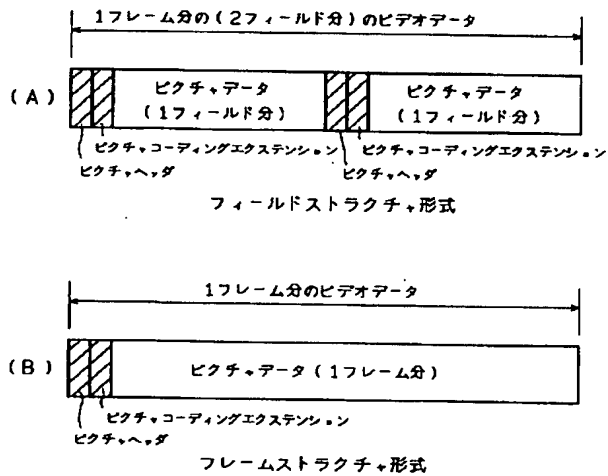 1フレーム分の(2フィールド分)のビデオデータ
(A)
ピクチャデータ
(1フィールド分)
ピクチャデータ
(1フィールド分)
ピクチャコーディングエクステンション
ピクチャコーディングエクステンション
ピクチャヘッダ
ピクチャヘッダ
フィールドストラクチャ形式
1フレーム分のビデオデータ
(B)
ピクチャデータ(1フレーム分)
ピクチャコーディングエクステンション
ピクチャヘッダ
フレームストラクチャ形式